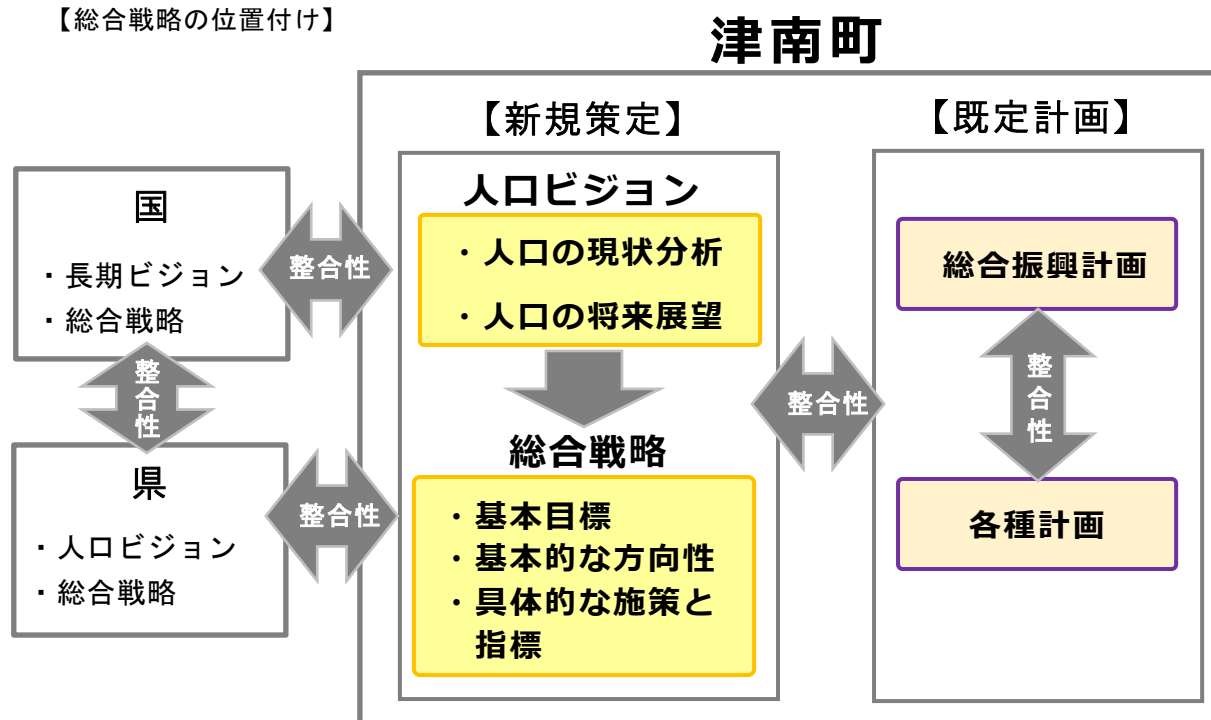 【総合戦略の位置付け】
津南町
【新規策定】
【既定計画】
国
・長期ビジョン
・総合戦略
整合性
整合性
県
・人口ビジョン
・総合戦略
整合性
人口ビジョン
・人口の現状分析
・人口の将来展望
総合戦略
・基本目標
・基本的な方向性
・具体的な施策と
指標
整合性
総合振興計画
整合性
各種計画